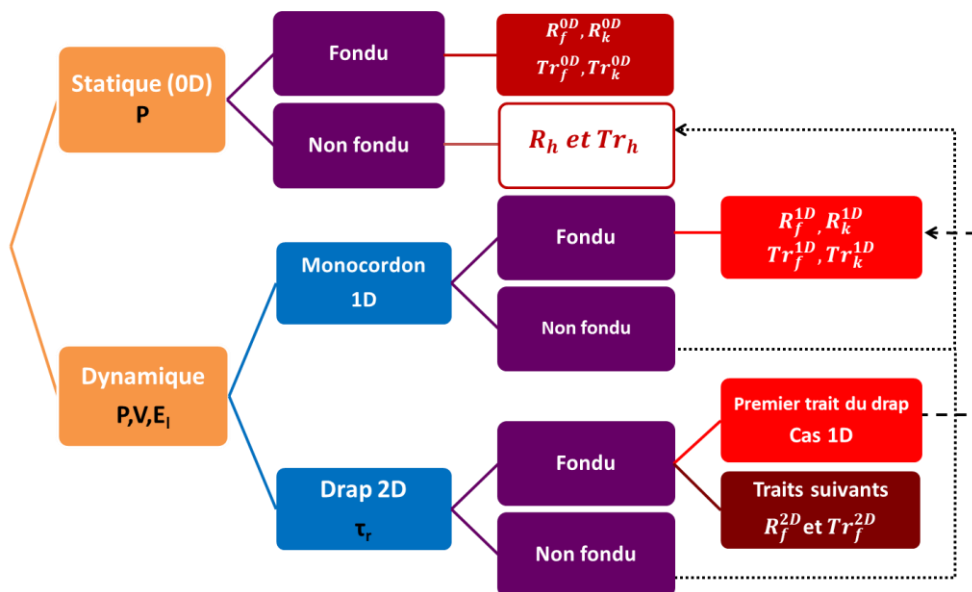 Statique (0D)
P
Fondu
R_f^{0D}, R_k^{0D}
Tr_f^{0D}, Tr_k^{0D}
Non fondu
R_h et Tr_h
Dynamique
P,V,E_l
Monocordon
1D
Fondu
R_f^{1D}, R_k^{1D}
Tr_f^{1D}, Tr_k^{1D}
Non fondu
Drap 2D
τ_r
Fondu
Premier trait du drap
Cas 1D
Traits suivants
R_f^{2D} et Tr_f^{2D}
Non fondu